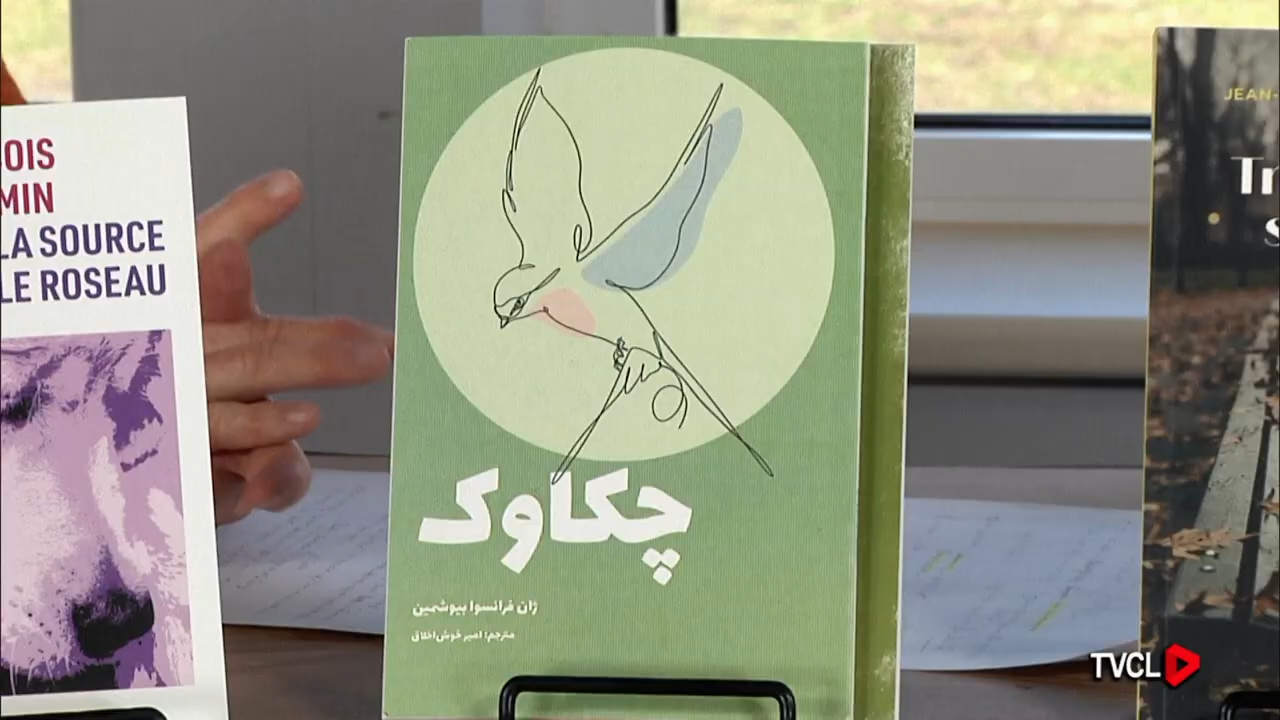 OIS
MIN
LA SOURCE
LE ROSEAU
چکاوک
ژان فرانسوا بیوشمین
مترجم: امیر خوش‌اخلاق
JEAN-
Tr
s
TVCL